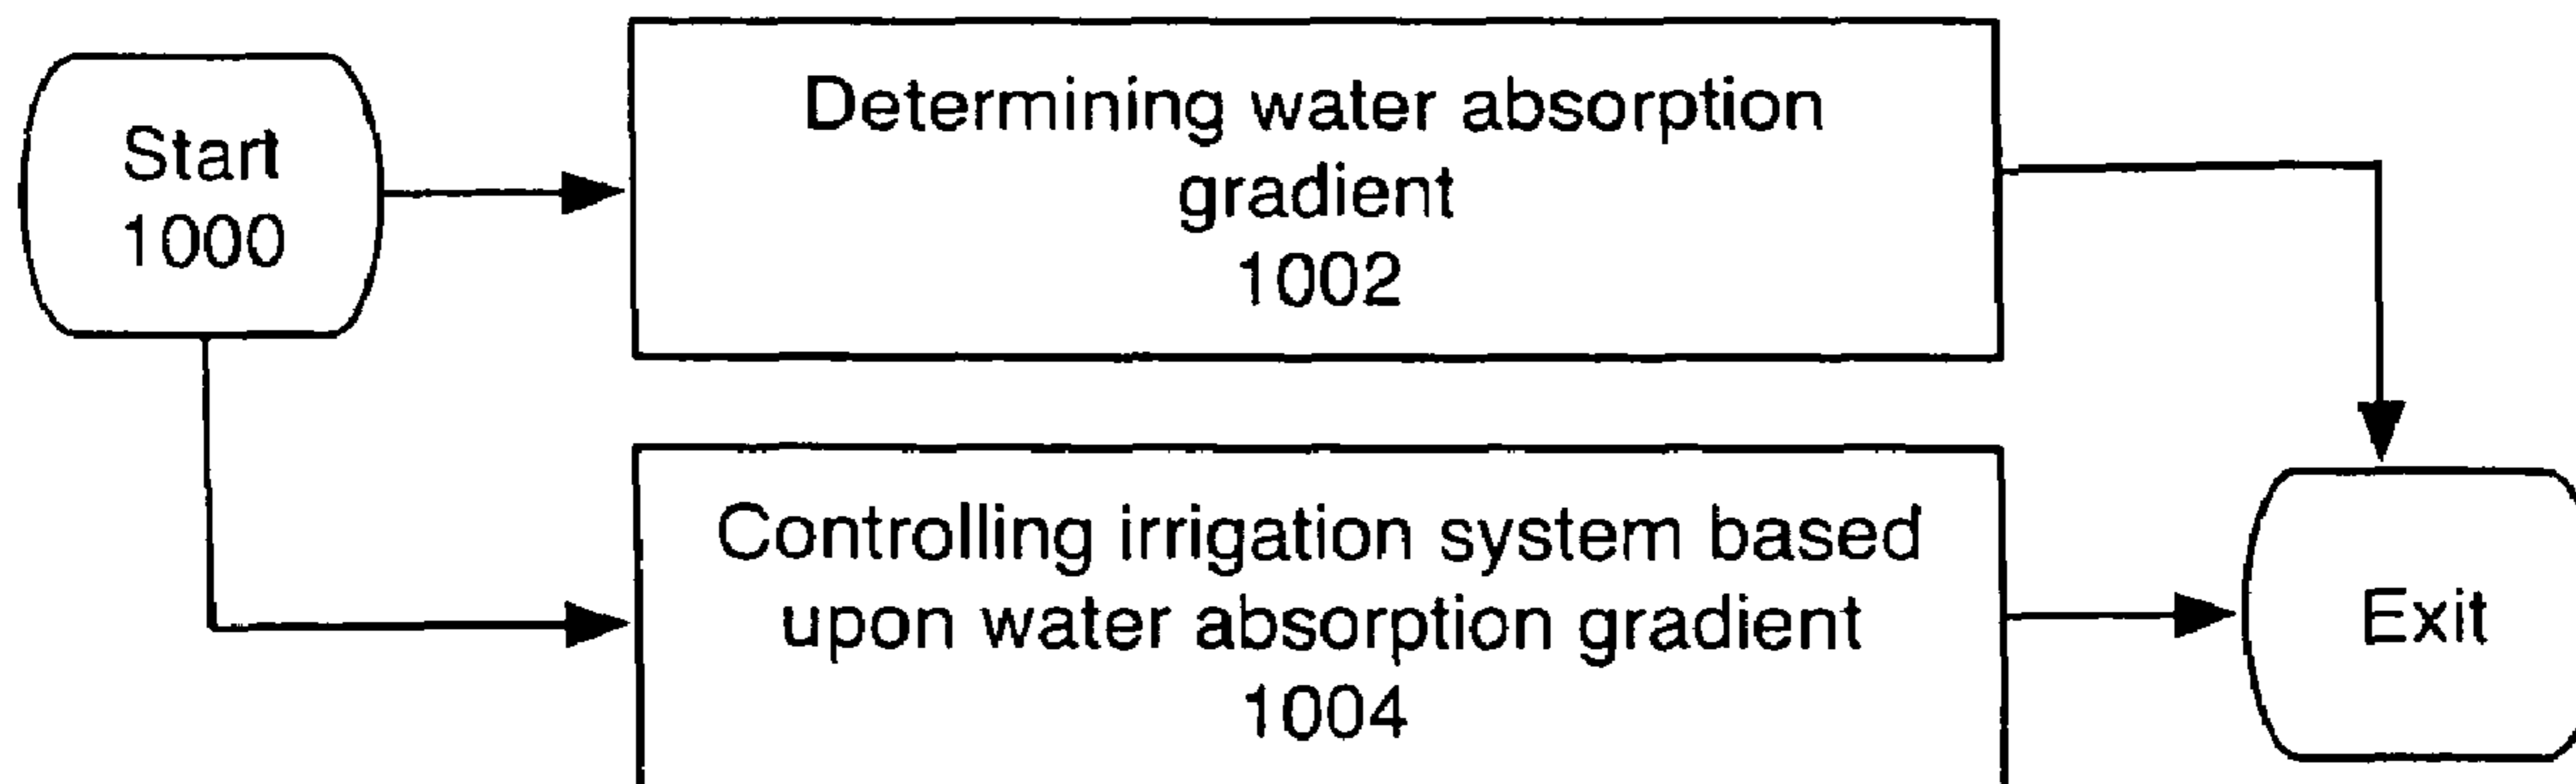 Start
1000
Determining water absorption
gradient
1002
Controlling irrigation system based
upon water absorption gradient
1004
Exit